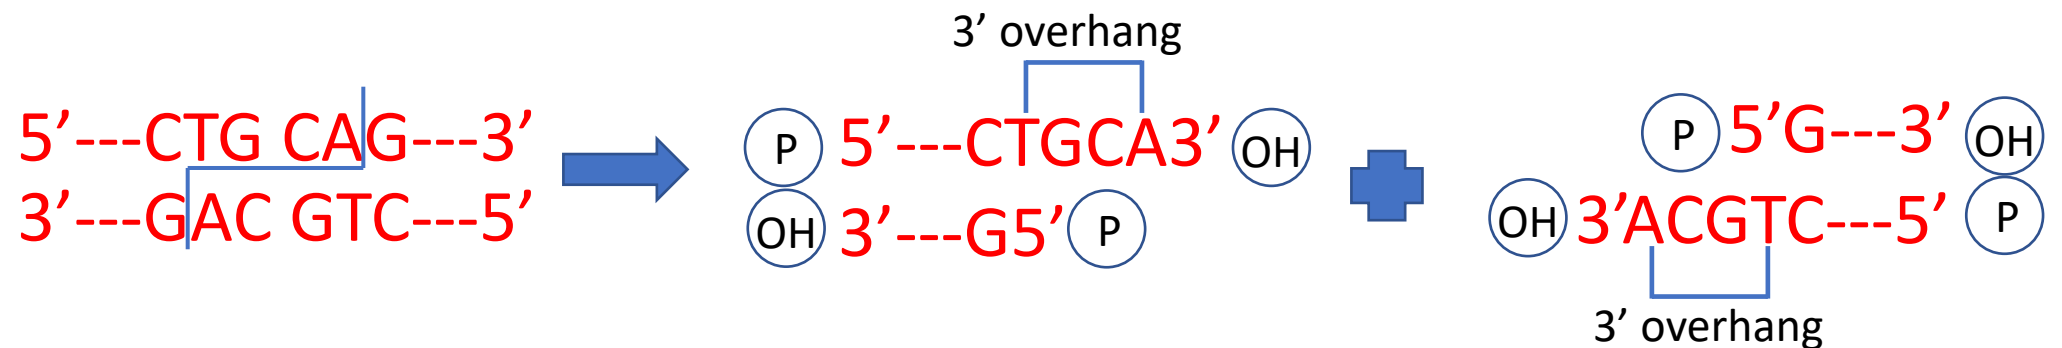 3’ overhang
5’---CTG CAG---3’
3’---GAC GTC---5’
P 5’---CTGCA3’ OH
OH 3’---G5’ P
P 5’G---3’ OH
OH 3’ACGTC---5’ P
3’ overhang